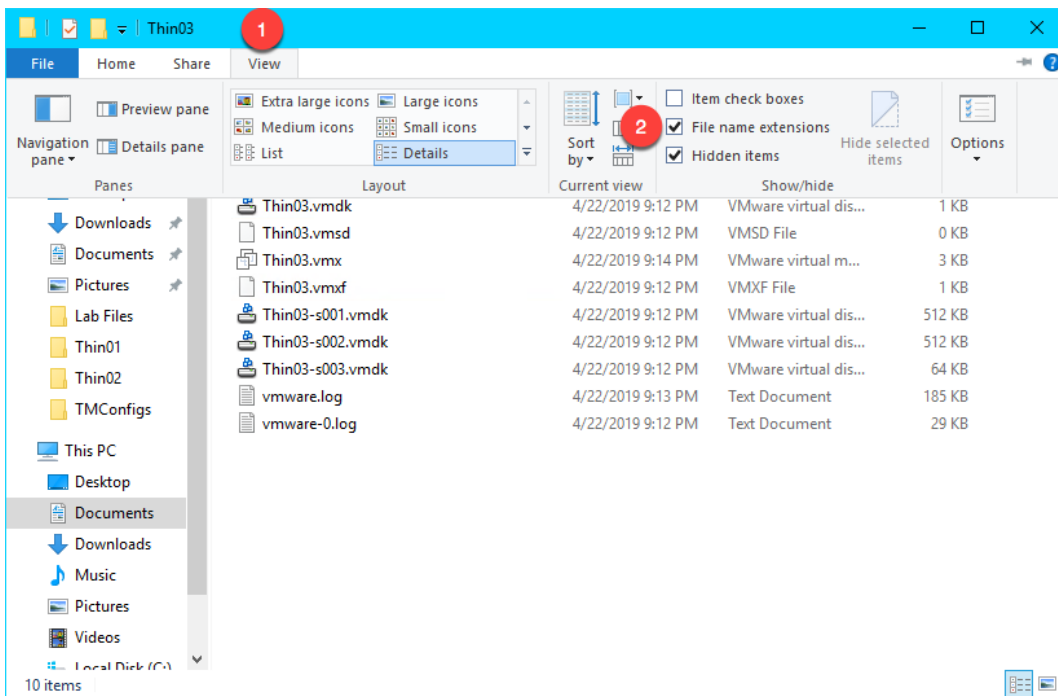 Thin03
1
File Home Share View
Preview pane
Details pane
Navigation
pane
Panes
Extra large icons Large icons
Medium icons Small icons
List Details
Layout
Sort
by
Current view
2
Item check boxes
File name extensions
Hidden items
Hide selected
items
Show/hide
Options
Thin03.vmdk 4/22/2019 9:12 PM VMware virtual dis... 1 KB
Thin03.vmsd 4/22/2019 9:12 PM VMSD File 0 KB
Thin03.vmx 4/22/2019 9:14 PM VMware virtual m... 3 KB
Thin03.vmxf 4/22/2019 9:12 PM VMXF File 1 KB
Thin03-s001.vmdk 4/22/2019 9:12 PM VMware virtual dis... 512 KB
Thin03-s002.vmdk 4/22/2019 9:12 PM VMware virtual dis... 512 KB
Thin03-s003.vmdk 4/22/2019 9:12 PM VMware virtual dis... 64 KB
vmware.log 4/22/2019 9:13 PM Text Document 185 KB
vmware-0.log 4/22/2019 9:12 PM Text Document 29 KB
Downloads
Documents
Pictures
Lab Files
Thin01
Thin02
TMConfigs
This PC
Desktop
Documents
Downloads
Music
Pictures
Videos
Local Disk (C:)
10 items